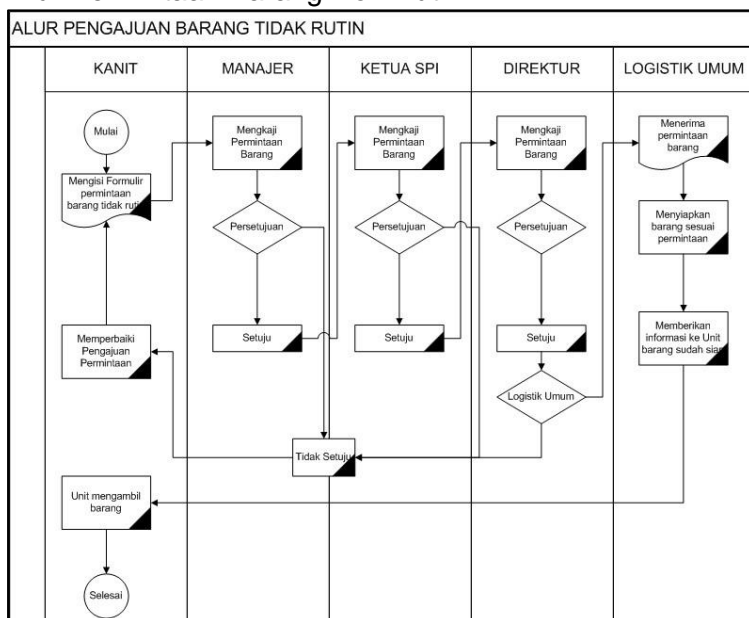 ALUR PENGAJUAN BARANG TIDAK RUTIN
KANIT
MANAJER
KETUA SPI
DIREKTUR
LOGISTIK UMUM
Mulai
Mengisi Formulir
permintaan
barang tidak rutin
Memperbaiki
Pengajuan
Permintaan
Unit mengambil
barang
Selesai
Mengkaji
Permintaan
Barang
Persetujuan
Setuju
Tidak Setuju
Mengkaji
Permintaan
Barang
Persetujuan
Setuju
Mengkaji
Permintaan
Barang
Persetujuan
Setuju
Logistik Umum
Menerima
permintaan
barang
Menyiapkan
barang sesuai
permintaan
Memberikan
informasi ke Unit
barang sudah siap